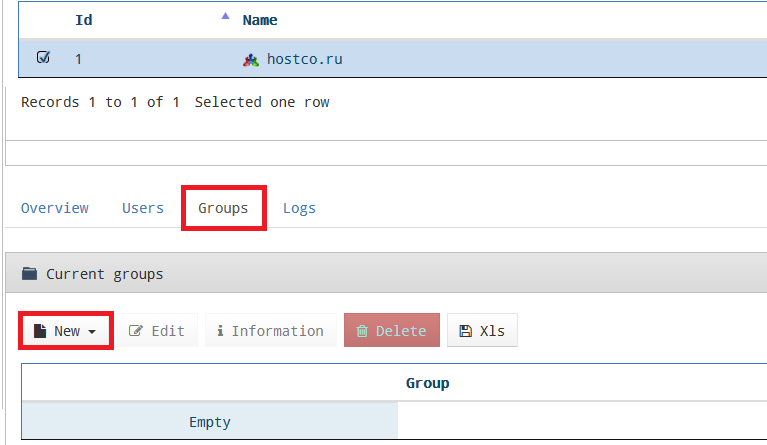 Id Name
1 hostco.ru
Records 1 to 1 of 1 Selected one row
Overview Users Groups Logs
Current groups
New Edit Information Delete Xls
Group
Empty